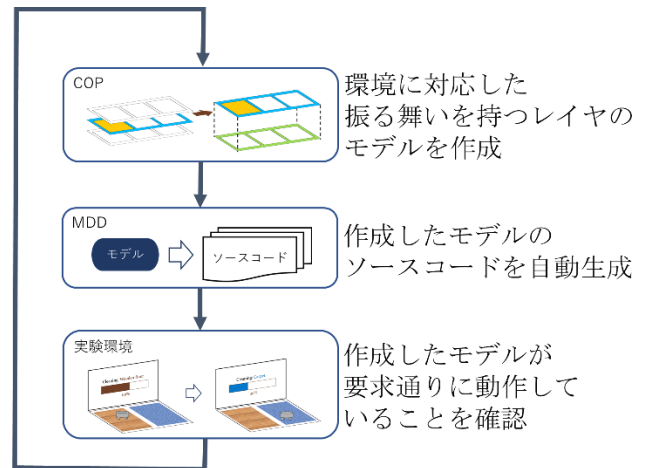 COP
環境に対応した
振る舞いを持つレイヤの
モデルを作成
MDD
モデル
ソースコード
作成したモデルの
ソースコードを自動生成
実験環境
作成したモデルが
要求通りに動作して
いることを確認